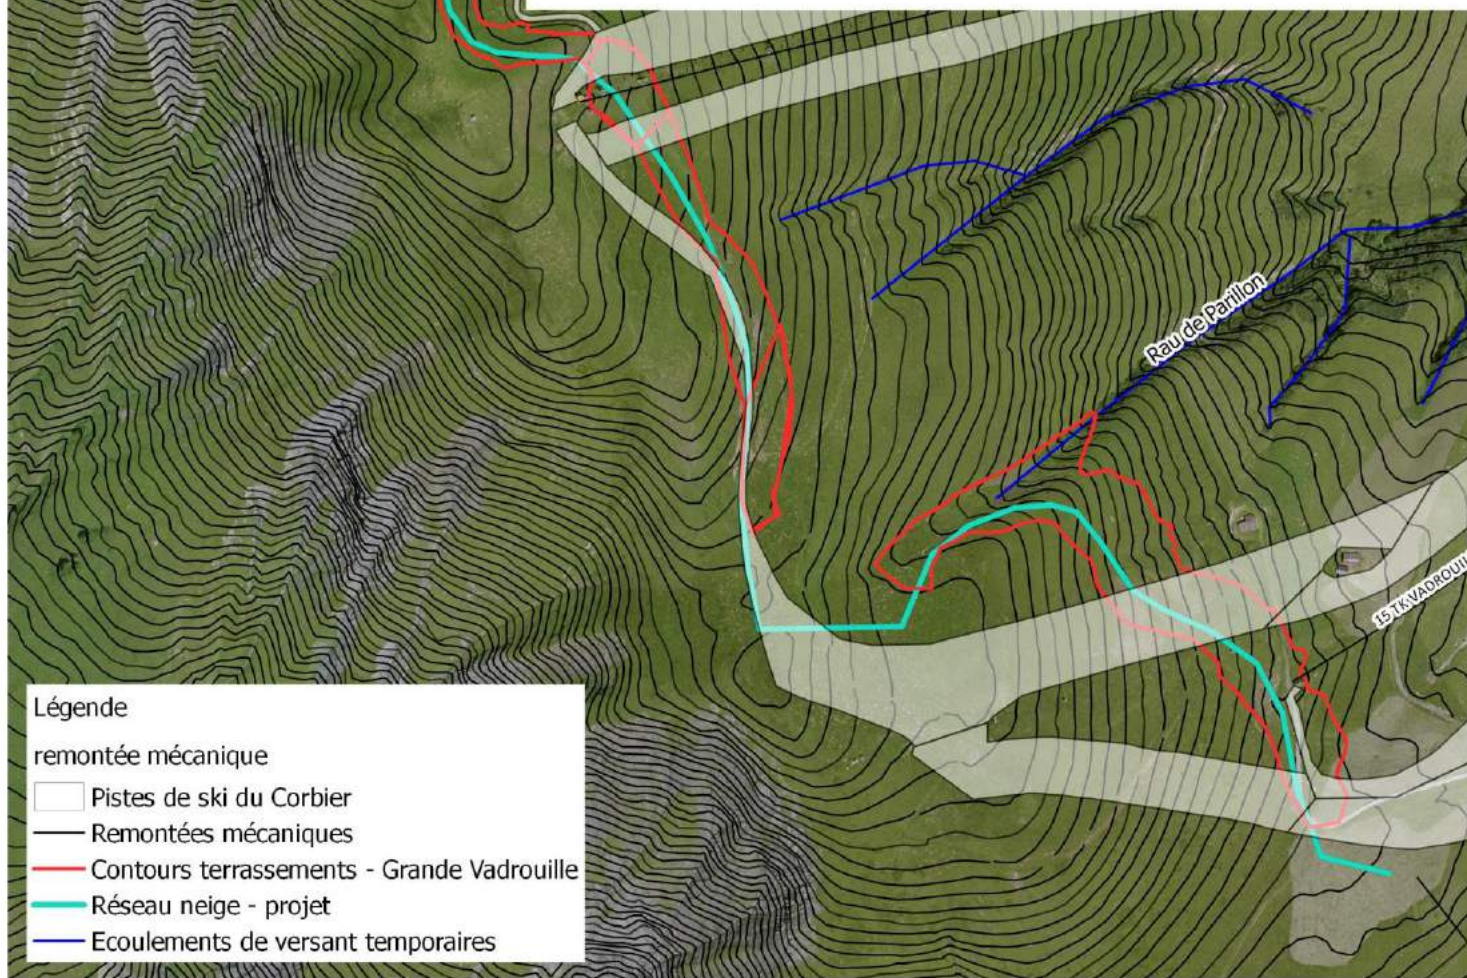 Rau de Parillon
15 TK VADROUIL
Légende
remontée mécanique
Pistes de ski du Corbier
Remontées mécaniques
Contours terrassements - Grande Vadrouille
Réseau neige - projet
Ecoulements de versant temporaires